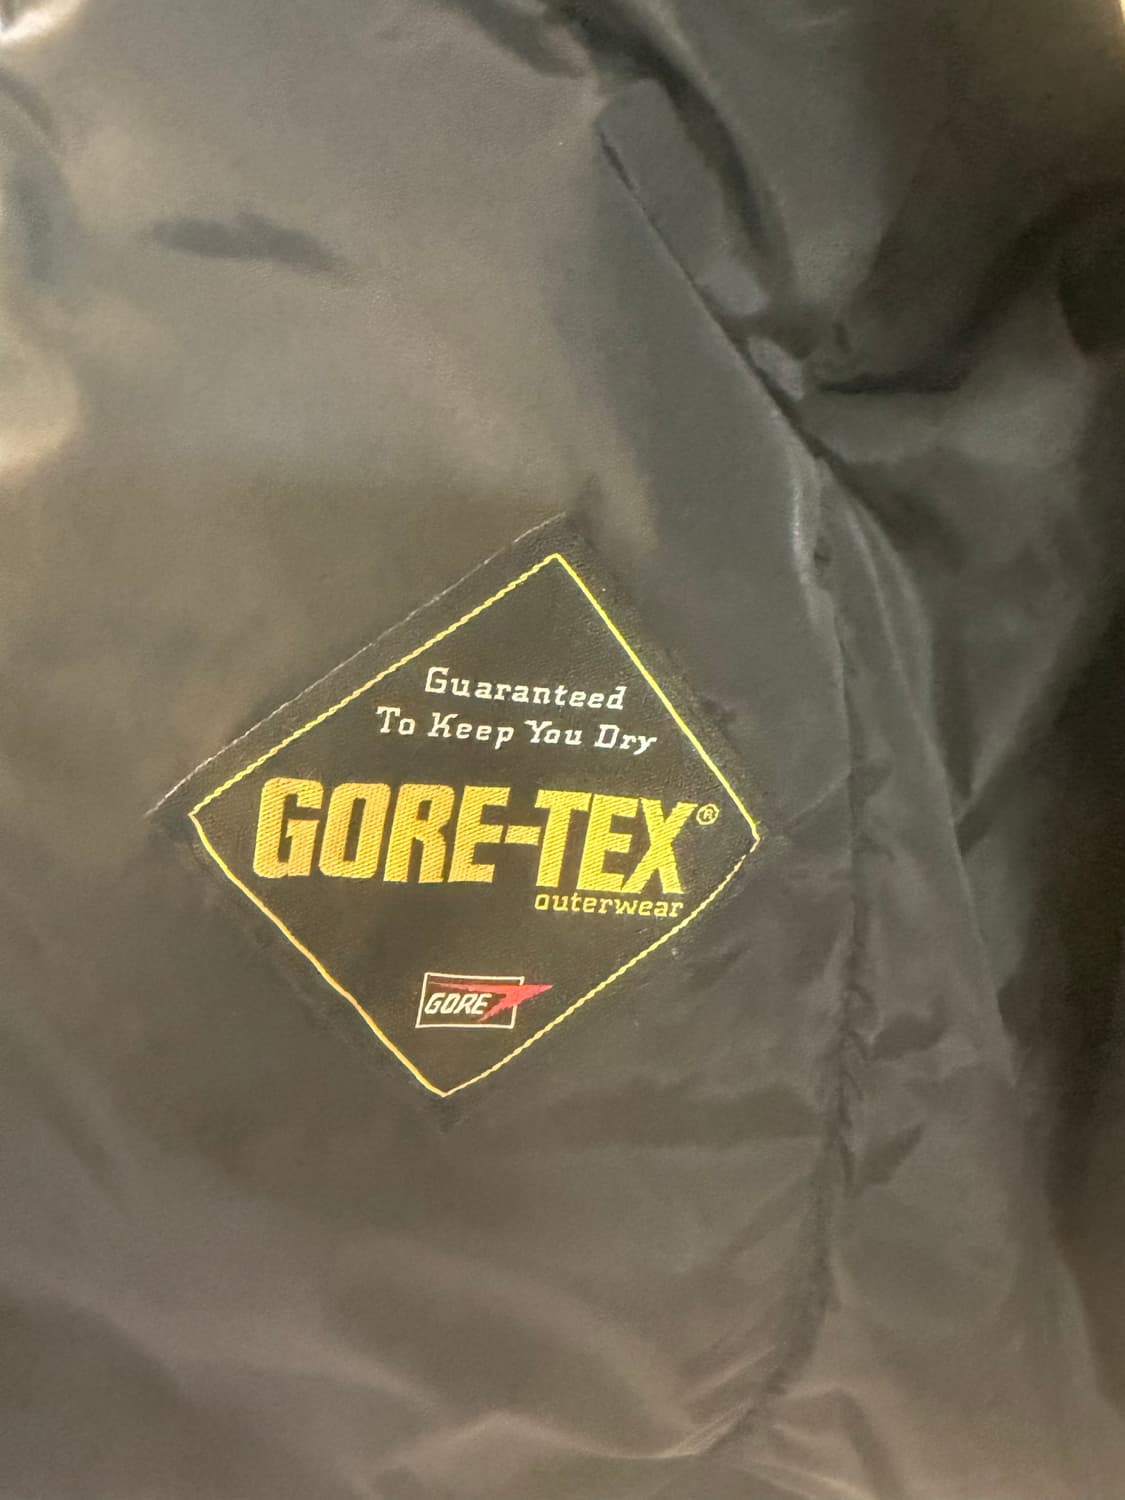 Guaranteed
To Keep You Dry
GORE-TEX®
outerwear
GORE